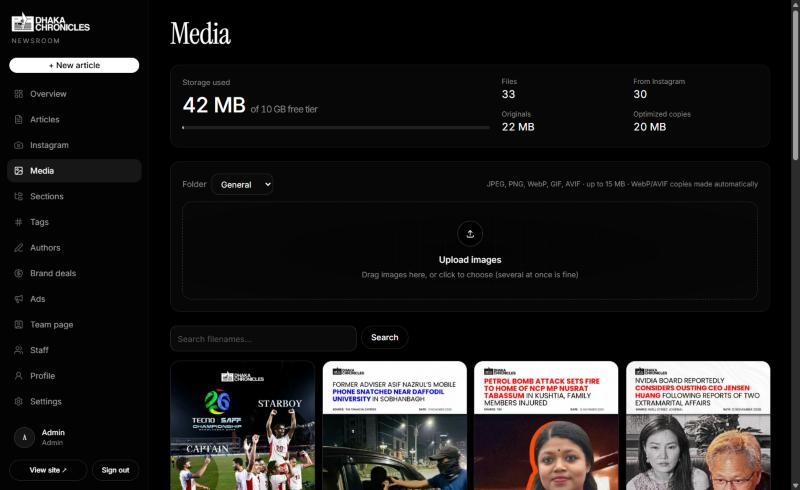 DHAKA
CHRONICLES
NEWSROOM
+ New article
Overview
Articles
Instagram
Media
Sections
Tags
Authors
Brand deals
Ads
Team page
Staff
Profile
Settings
A
Admin
Admin
View site ↗
Sign out
Media
Storage used
42 MB of 10 GB free tier
Files
33
From Instagram
30
Originals
22 MB
Optimized copies
20 MB
Folder
General
JPEG, PNG, WebP, GIF, AVIF · up to 15 MB · WebP/AVIF copies made automatically
Upload images
Drag images here, or click to choose (several at once is fine)
Search filenames...
Search
DHAKA
CHRONICLES
26
TECNO SAFF
CHAMPIONSHIP
STARBOY
CAPTAIN
DHAKA
CHRONICLES
FORMER ADVISER ASIF NAZRUL'S MOBILE
PHONE SNATCHED NEAR DAFFODIL
UNIVERSITY IN SOBHANBAGH
DHAKA
CHRONICLES
PETROL BOMB ATTACK SETS FIRE
TO HOME OF NCP MP NUSRAT
TABASSUM IN KUSHTIA, FAMILY
MEMBERS INJURED
DHAKA
CHRONICLES
NVIDIA BOARD REPORTEDLY
CONSIDERS OUSTING CEO JENSEN
HUANG FOLLOWING REPORTS OF TWO
EXTRAMARITAL AFFAIRS